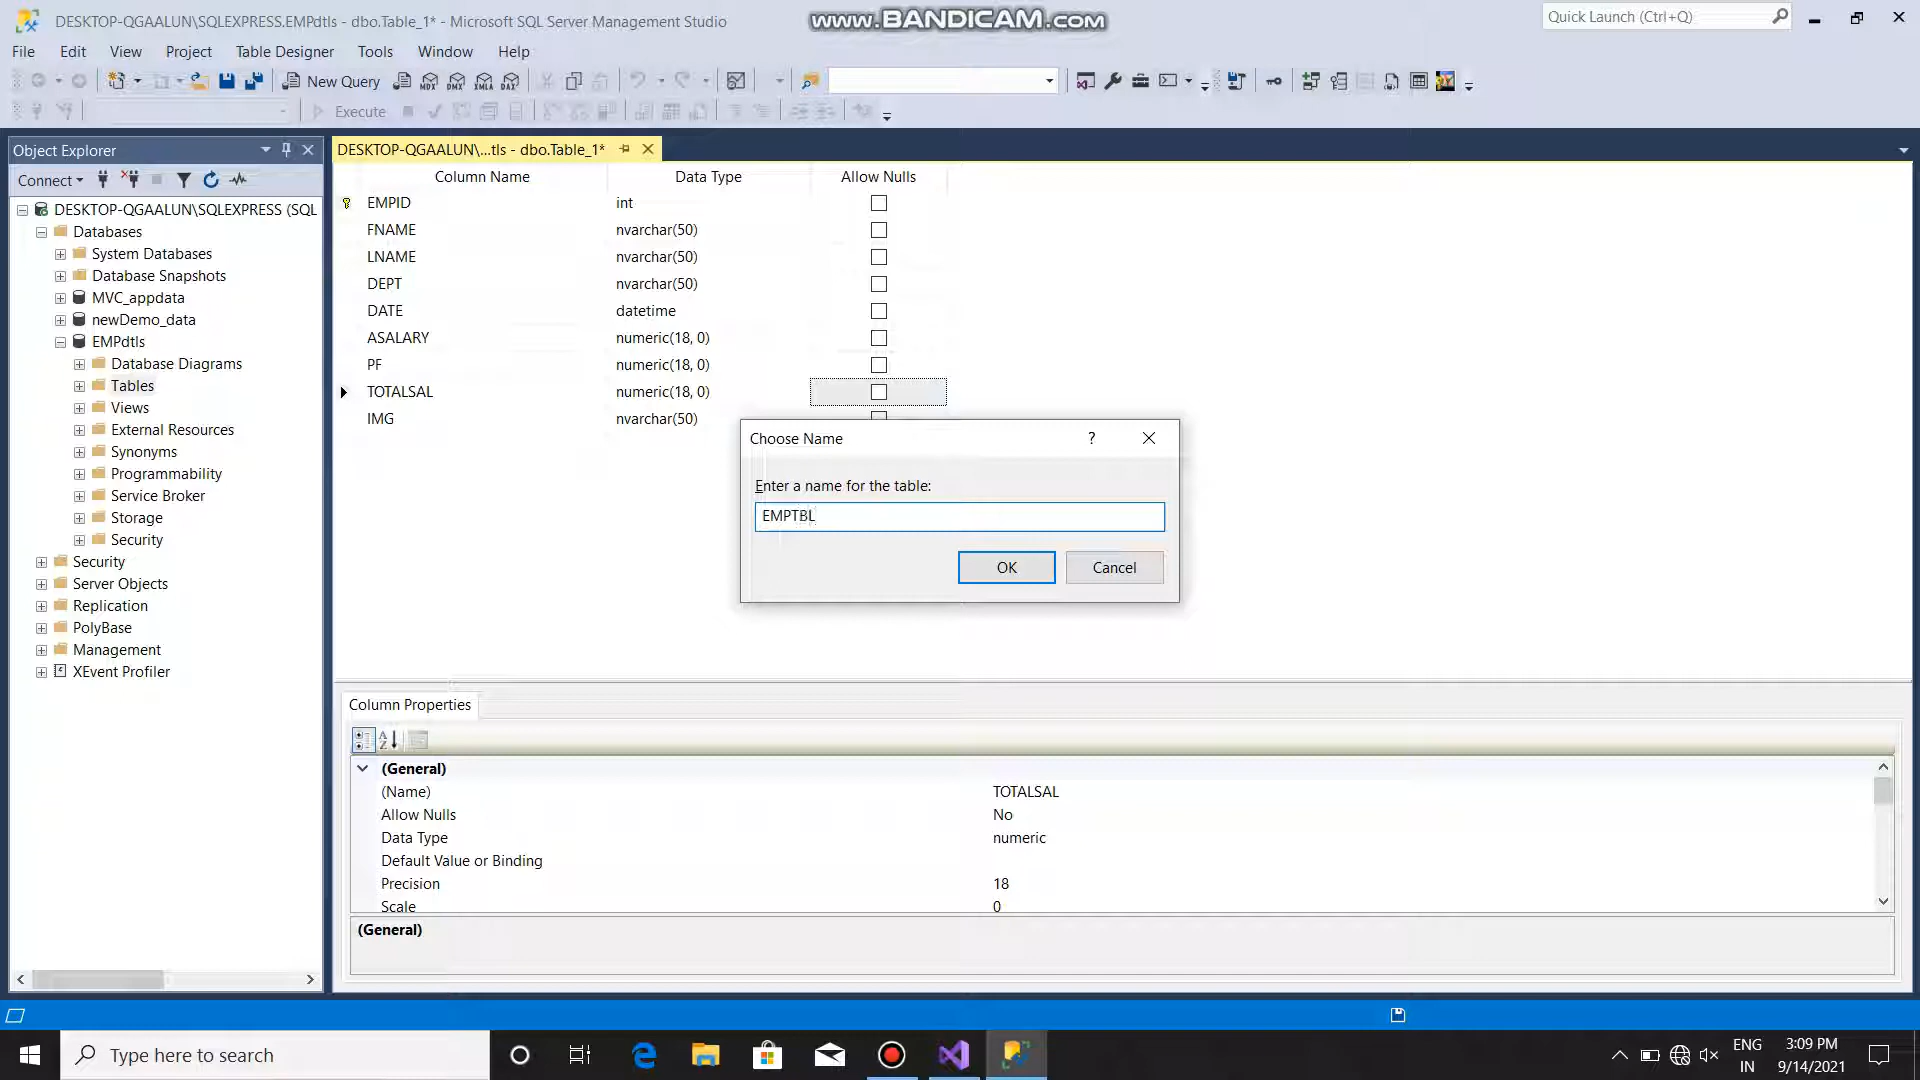 DESKTOP-QGAALUN\SQLEXPRESS.EMPdtls - dbo.Table_1* - Microsoft SQL Server Management Studio
www.BANDICAM.com
Quick Launch (Ctrl+Q)
File Edit View Project Table Designer Tools Window Help
New Query MDX DMX XMLA DAX
Execute
Object Explorer
DESKTOP-QGAALUN\...tls - dbo.Table_1*
Connect
Column Name Data Type Allow Nulls
DESKTOP-QGAALUN\SQLEXPRESS (SQL
Databases
System Databases
Database Snapshots
MVC_appdata
newDemo_data
EMPdtls
Database Diagrams
Tables
Views
External Resources
Synonyms
Programmability
Service Broker
Storage
Security
Security
Server Objects
Replication
PolyBase
Management
XEvent Profiler
EMPID int
FNAME nvarchar(50)
LNAME nvarchar(50)
DEPT nvarchar(50)
DATE datetime
ASALARY numeric(18, 0)
PF numeric(18, 0)
TOTALSAL numeric(18, 0)
IMG nvarchar(50)
Choose Name ?
Enter a name for the table:
EMPTBL
OK Cancel
Column Properties
(General)
(Name) TOTALSAL
Allow Nulls No
Data Type numeric
Default Value or Binding
Precision 18
Scale 0
(General)
Type here to search
ENG
IN
3:09 PM
9/14/2021